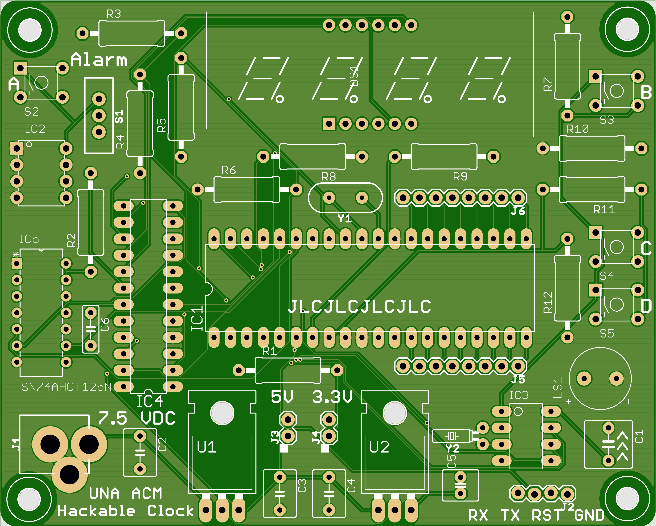 R3
Alarm
A
S2
S1
R4
R5
DS1
R7
B
S3
IC2
R10
R8
R9
R6
Y1
J6
R11
R2
IC5
C
S4
IC1
JLCJLCJLCJLC
R12
D
S5
C6
R1
J5
SN74AHCT125N
IC4
5V 3.3V
IC3
LS1
7.5 VDC
J1
C2
U1
J3
J4
U2
Y2
C5
C1
C3
C4
UNA ACM
Hackable Clock
J2
RX TX RST GND